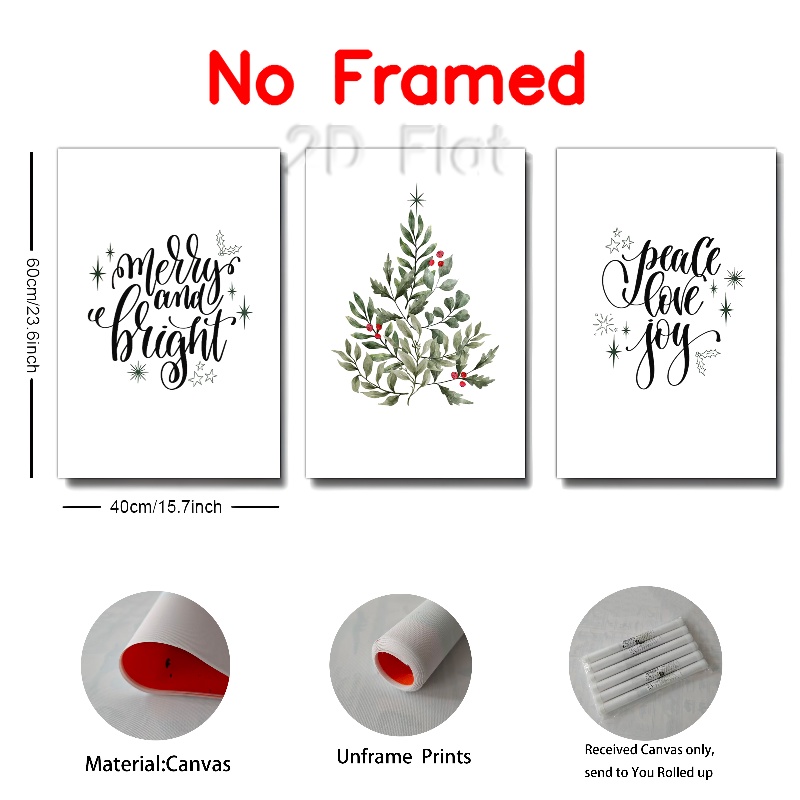 No Framed
2D Flat
60cm/23.6inch
merry
and
bright
peace
love
joy
40cm/15.7inch
Material:Canvas
Unframe Prints
Received Canvas only,
send to You Rolled up